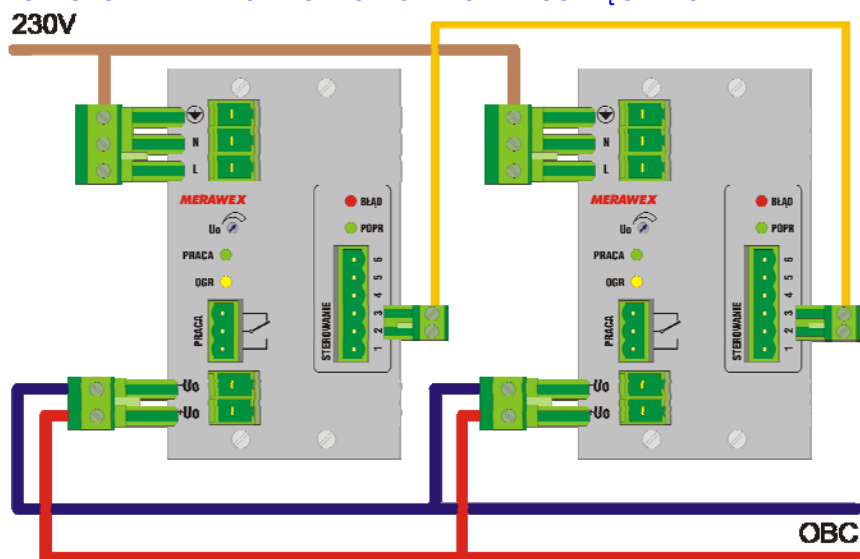 230V
N
L
MERAWEX
Uo
PRACA
OGR
PRACA
-Uo
+Uo
BŁĄD
POPR
STEROWANIE
6
5
4
3
2
1
N
L
MERAWEX
Uo
PRACA
OGR
PRACA
-Uo
+Uo
BŁĄD
POPR
STEROWANIE
6
5
4
3
2
1
OBC